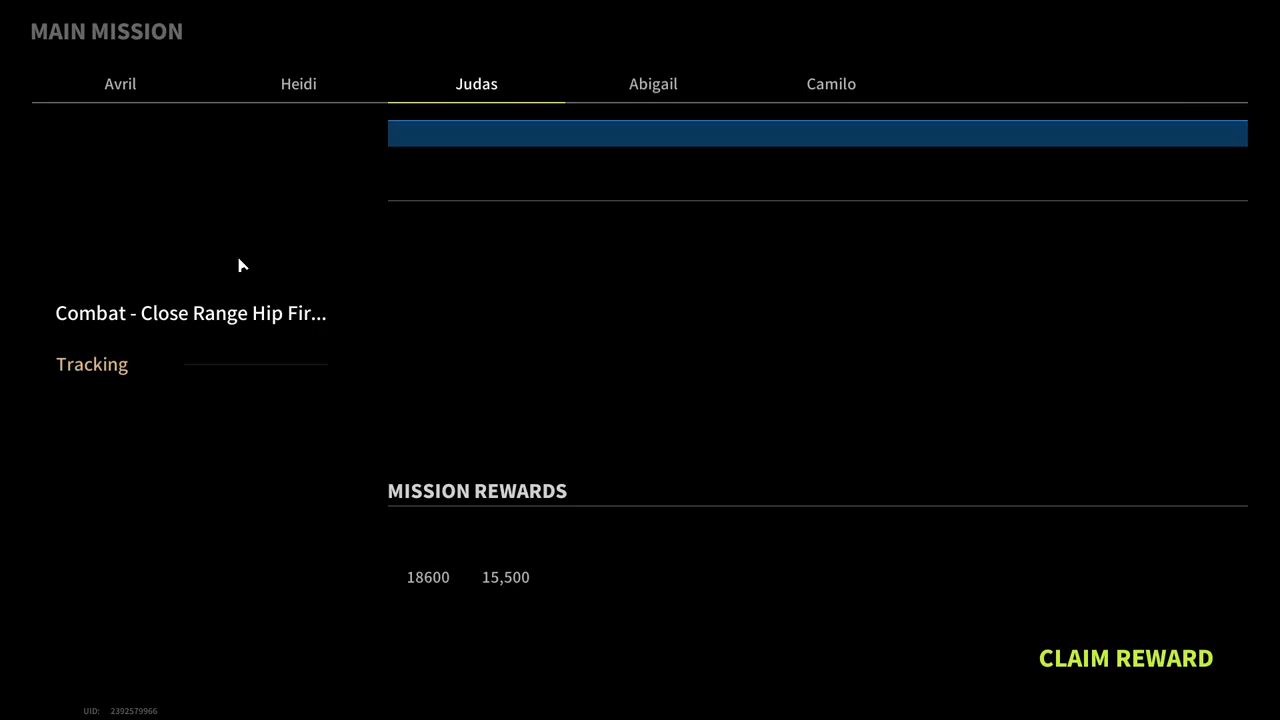 MAIN MISSION
Avril Heidi Judas Abigail Camilo
Combat - Close Range Hip Fir...
Tracking
MISSION REWARDS
18600 15,500
CLAIM REWARD
UID: 2392579966